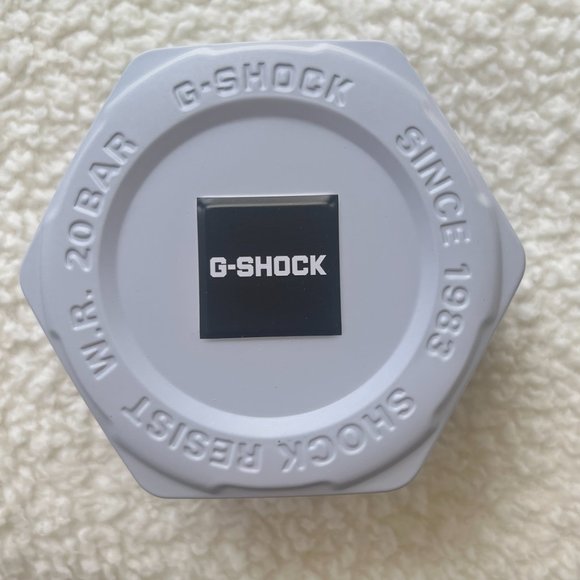 G-SHOCK
SINCE 1983
SHOCK RESIST
W.R. 20BAR
G-SHOCK